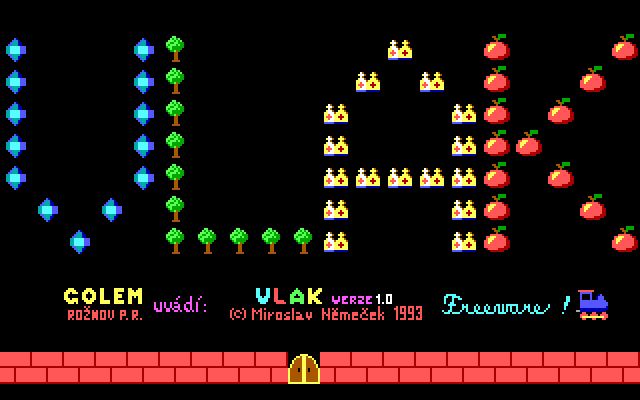 VLAK
GOLEM
ROŽNOV P.R.
uvádí:
VLAK VERZE 1.0
(c) Miroslav Němeček 1993
Freeware !